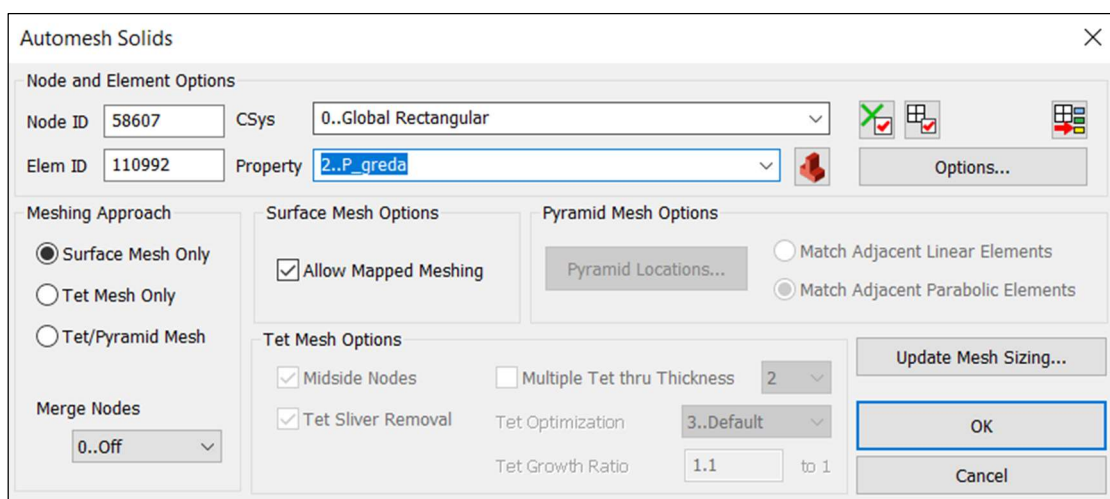 Automesh Solids
Node and Element Options
Node ID 58607 CSys 0..Global Rectangular
Elem ID 110992 Property 2..P_greda Options...
Meshing Approach Surface Mesh Options Pyramid Mesh Options
Surface Mesh Only Allow Mapped Meshing Pyramid Locations... Match Adjacent Linear Elements
Tet Mesh Only Match Adjacent Parabolic Elements
Tet/Pyramid Mesh Tet Mesh Options Update Mesh Sizing...
Midside Nodes Multiple Tet thru Thickness 2
Merge Nodes Tet Sliver Removal Tet Optimization 3..Default OK
0..Off Tet Growth Ratio 1.1 to 1 Cancel